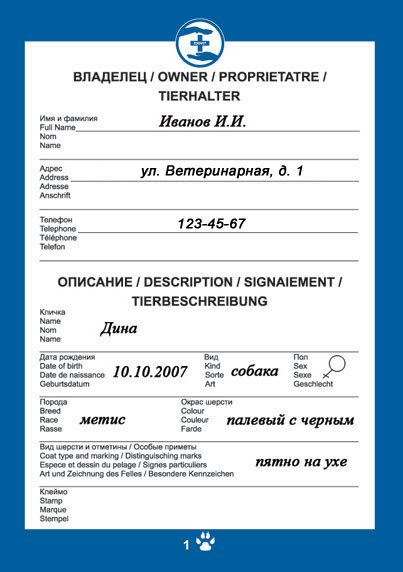 ВЛАДЕЛЕЦ / OWNER / PROPRIETATRE /
TIERHALTER
Имя и фамилия
Full Name Иванов И.И.
Nom
Name
Адрес
Address ул. Ветеринарная, д. 1
Adresse
Anschrift
Телефон
Telephone 123-45-67
Téléphone
Telefon
ОПИСАНИЕ / DESCRIPTION / SIGNAIEMENT /
TIERBESCHREIBUNG
Кличка
Name
Nom Дина
Name
Дата рождения Вид Пол
Date of birth Kind Sex
Date de naissance 10.10.2007 Sorte собака Sexe
Geburtsdatum Art Geschlecht
Порода Окрас шерсти
Breed Colour
Race метис Couleur палевый с черным
Rasse Farde
Вид шерсти и отметины / Особые приметы
Coat type and marking / Distinguisching marks
Espece et dessin du pelage / Signes particuliers пятно на ухе
Art und Zeichnung des Felles / Besondere Kennzeichen
Клеймо
Stamp
Marque
Stempel
1